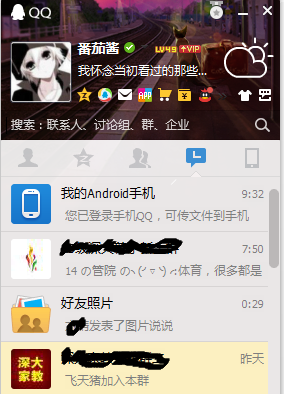 QQ
番茄酱 LV49 VIP
我怀念当初看过的那些...
APP
搜索：联系人、讨论组、群、企业
我的Android手机 9:32
您已登录手机QQ，可传文件到手机
7:50
14 の管院 のヽ(′▽`)ノ:体育，很多都是
好友照片 0:29
发表了图片说说
深大家教
昨天
飞天猪加入本群